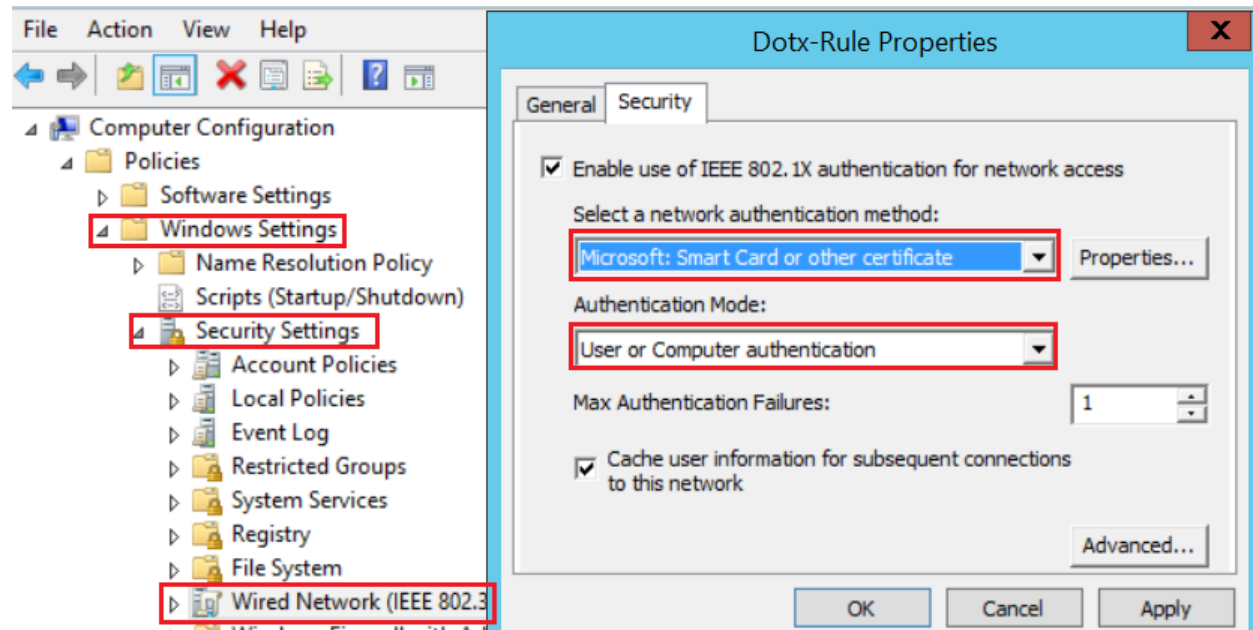 File Action View Help
Computer Configuration
Policies
Software Settings
Windows Settings
Name Resolution Policy
Scripts (Startup/Shutdown)
Security Settings
Account Policies
Local Policies
Event Log
Restricted Groups
System Services
Registry
File System
Wired Network (IEEE 802.3
Dotx-Rule Properties
X
General Security
Enable use of IEEE 802.1X authentication for network access
Select a network authentication method:
Microsoft: Smart Card or other certificate Properties...
Authentication Mode:
User or Computer authentication
Max Authentication Failures: 1
Cache user information for subsequent connections
to this network
Advanced...
OK Cancel Apply